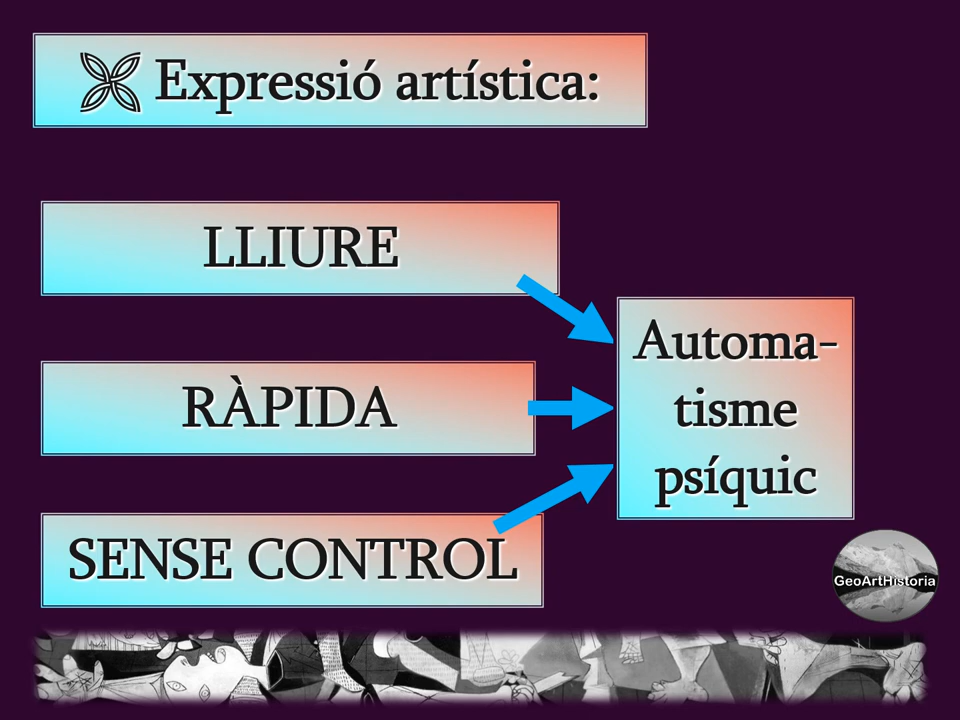 Expressió artística:
LLIURE
RÀPIDA
SENSE CONTROL
Automa-
tisme
psíquic
GeoArtHistoria